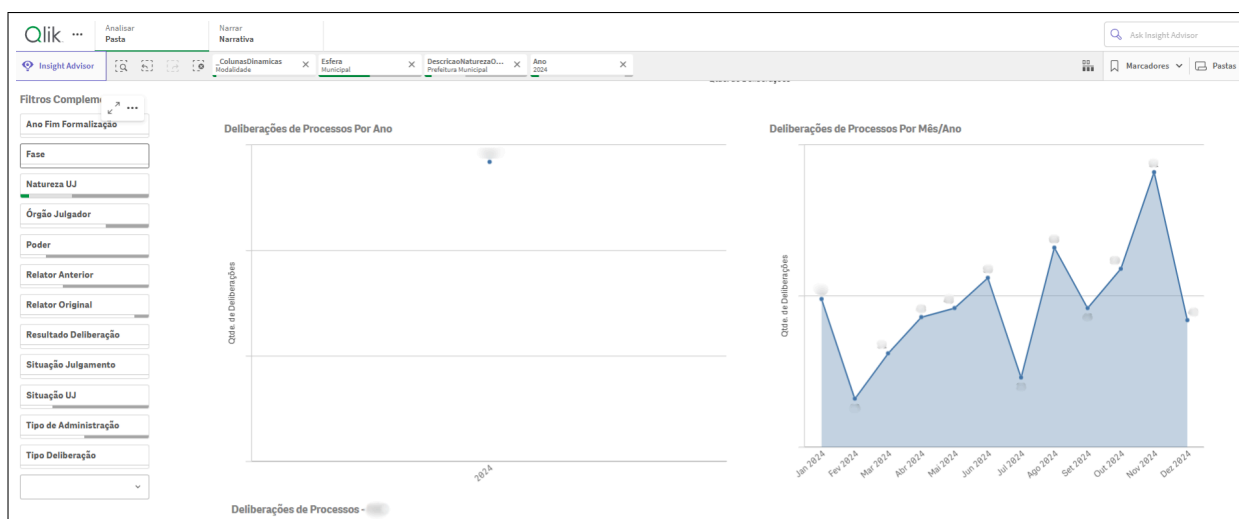 Qlik
Analisar
Pasta
Narrar
Narrativa
Ask Insight Advisor
Insight Advisor
_ColunasDinamicas
Modalidade
Esfera
Municipal
DescricaoNaturezaO...
Prefeitura Municipal
Ano
2024
Marcadores
Pastas
Filtros Compleme
Ano Fim Formalização
Fase
Natureza UJ
Órgão Julgador
Poder
Relator Anterior
Relator Original
Resultado Deliberação
Situação Julgamento
Situação UJ
Tipo de Administração
Tipo Deliberação
Deliberações de Processos Por Ano
Qtde. de Deliberações
2024
Deliberações de Processos Por Mês/Ano
Qtde. de Deliberações
Jan 2024
Fev 2024
Mar 2024
Abr 2024
Mai 2024
Jun 2024
Jul 2024
Ago 2024
Set 2024
Out 2024
Nov 2024
Dez 2024
Deliberações de Processos -